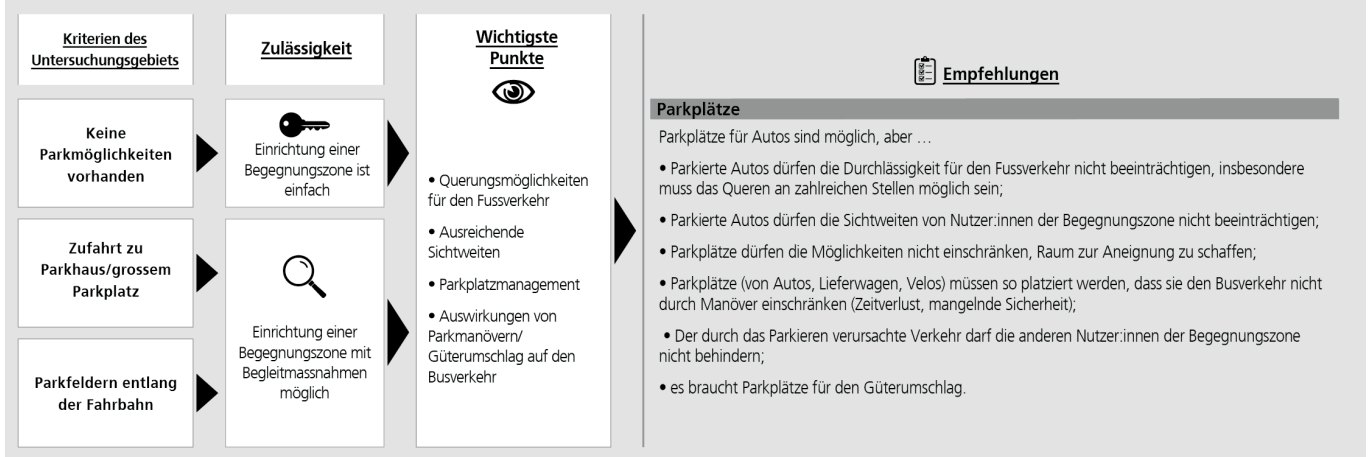 Kriterien des
Untersuchungsgebiets
Zulässigkeit
Wichtigste
Punkte
Empfehlungen
Keine
Parkmöglichkeiten
vorhanden
Einrichtung einer
Begegnungszone ist
einfach
Zufahrt zu
Parkhaus/grossem
Parkplatz
Parkfeldern entlang
der Fahrbahn
Einrichtung einer
Begegnungszone mit
Begleitmassnahmen
möglich
• Querungsmöglichkeiten
für den Fussverkehr
• Ausreichende
Sichtweiten
• Parkplatzmanagement
• Auswirkungen von
Parkmanövern/
Güterumschlag auf den
Busverkehr
Parkplätze
Parkplätze für Autos sind möglich, aber …
• Parkierte Autos dürfen die Durchlässigkeit für den Fussverkehr nicht beeinträchtigen, insbesondere
muss das Queren an zahlreichen Stellen möglich sein;
• Parkierte Autos dürfen die Sichtweiten von Nutzer:innen der Begegnungszone nicht beeinträchtigen;
• Parkplätze dürfen die Möglichkeiten nicht einschränken, Raum zur Aneignung zu schaffen;
• Parkplätze (von Autos, Lieferwagen, Velos) müssen so platziert werden, dass sie den Busverkehr nicht
durch Manöver einschränken (Zeitverlust, mangelnde Sicherheit);
• Der durch das Parkieren verursachte Verkehr darf die anderen Nutzer:innen der Begegnungszone
nicht behindern;
• es braucht Parkplätze für den Güterumschlag.